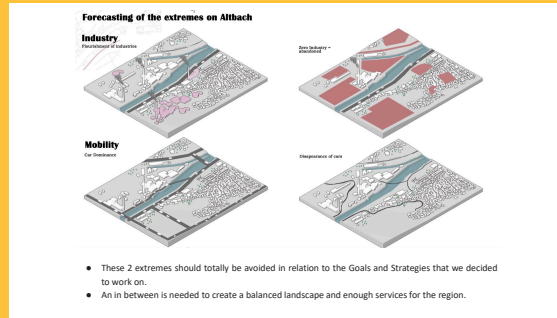 Forecasting of the extremes on Altbach
Industry
Flourishment of industries
Zero Industry =
abandoned
Mobility
Car Dominance
Disapearance of cars
● These 2 extremes should totally be avoided in relation to the Goals and Strategies that we decided
to work on.
● An in between is needed to create a balanced landscape and enough services for the region.